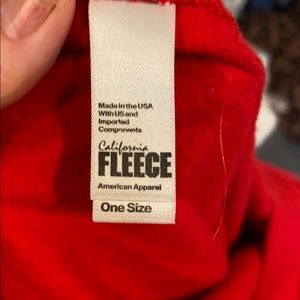 Made in the USA
With US and
Imported
Components
California
FLEECE
American Apparel
One Size